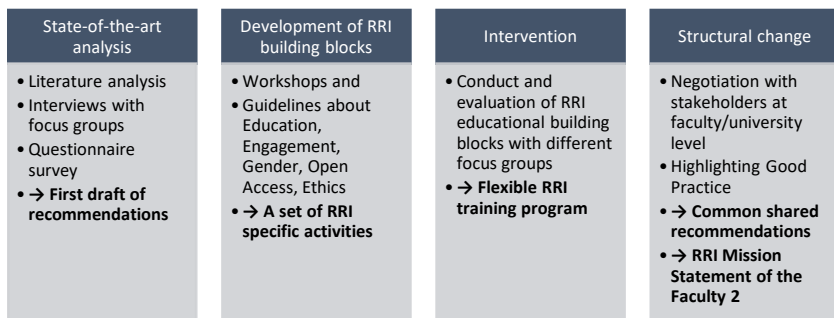 State-of-the-art
analysis
• Literature analysis
• Interviews with
focus groups
• Questionnaire
survey
• → First draft of
recommendations
Development of RRI
building blocks
• Workshops and
• Guidelines about
Education,
Engagement,
Gender, Open
Access, Ethics
• → A set of RRI
specific activities
Intervention
• Conduct and
evaluation of RRI
educational building
blocks with different
focus groups
• → Flexible RRI
training program
Structural change
• Negotiation with
stakeholders at
faculty/university
level
• Highlighting Good
Practice
• → Common shared
recommendations
• → RRI Mission
Statement of the
Faculty 2